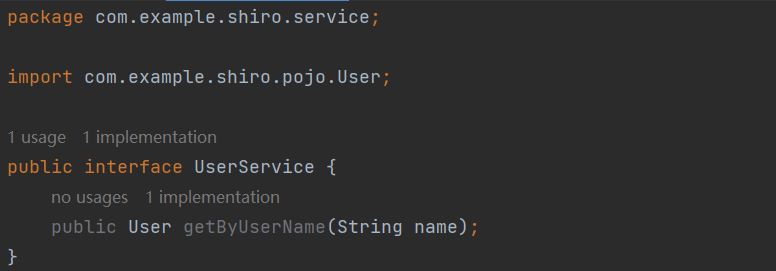 package com.example.shiro.service;
import com.example.shiro.pojo.User;
1 usage 1 implementation
public interface UserService {
no usages 1 implementation
public User getByUserName(String name);
}